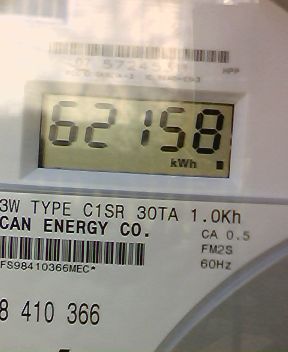 HPP
62158
kWh
3W TYPE C1SR 30TA 1.0Kh
CAN ENERGY CO.
CA 0.5
FM2S
60Hz
FS98410366MEC*
8 410 366